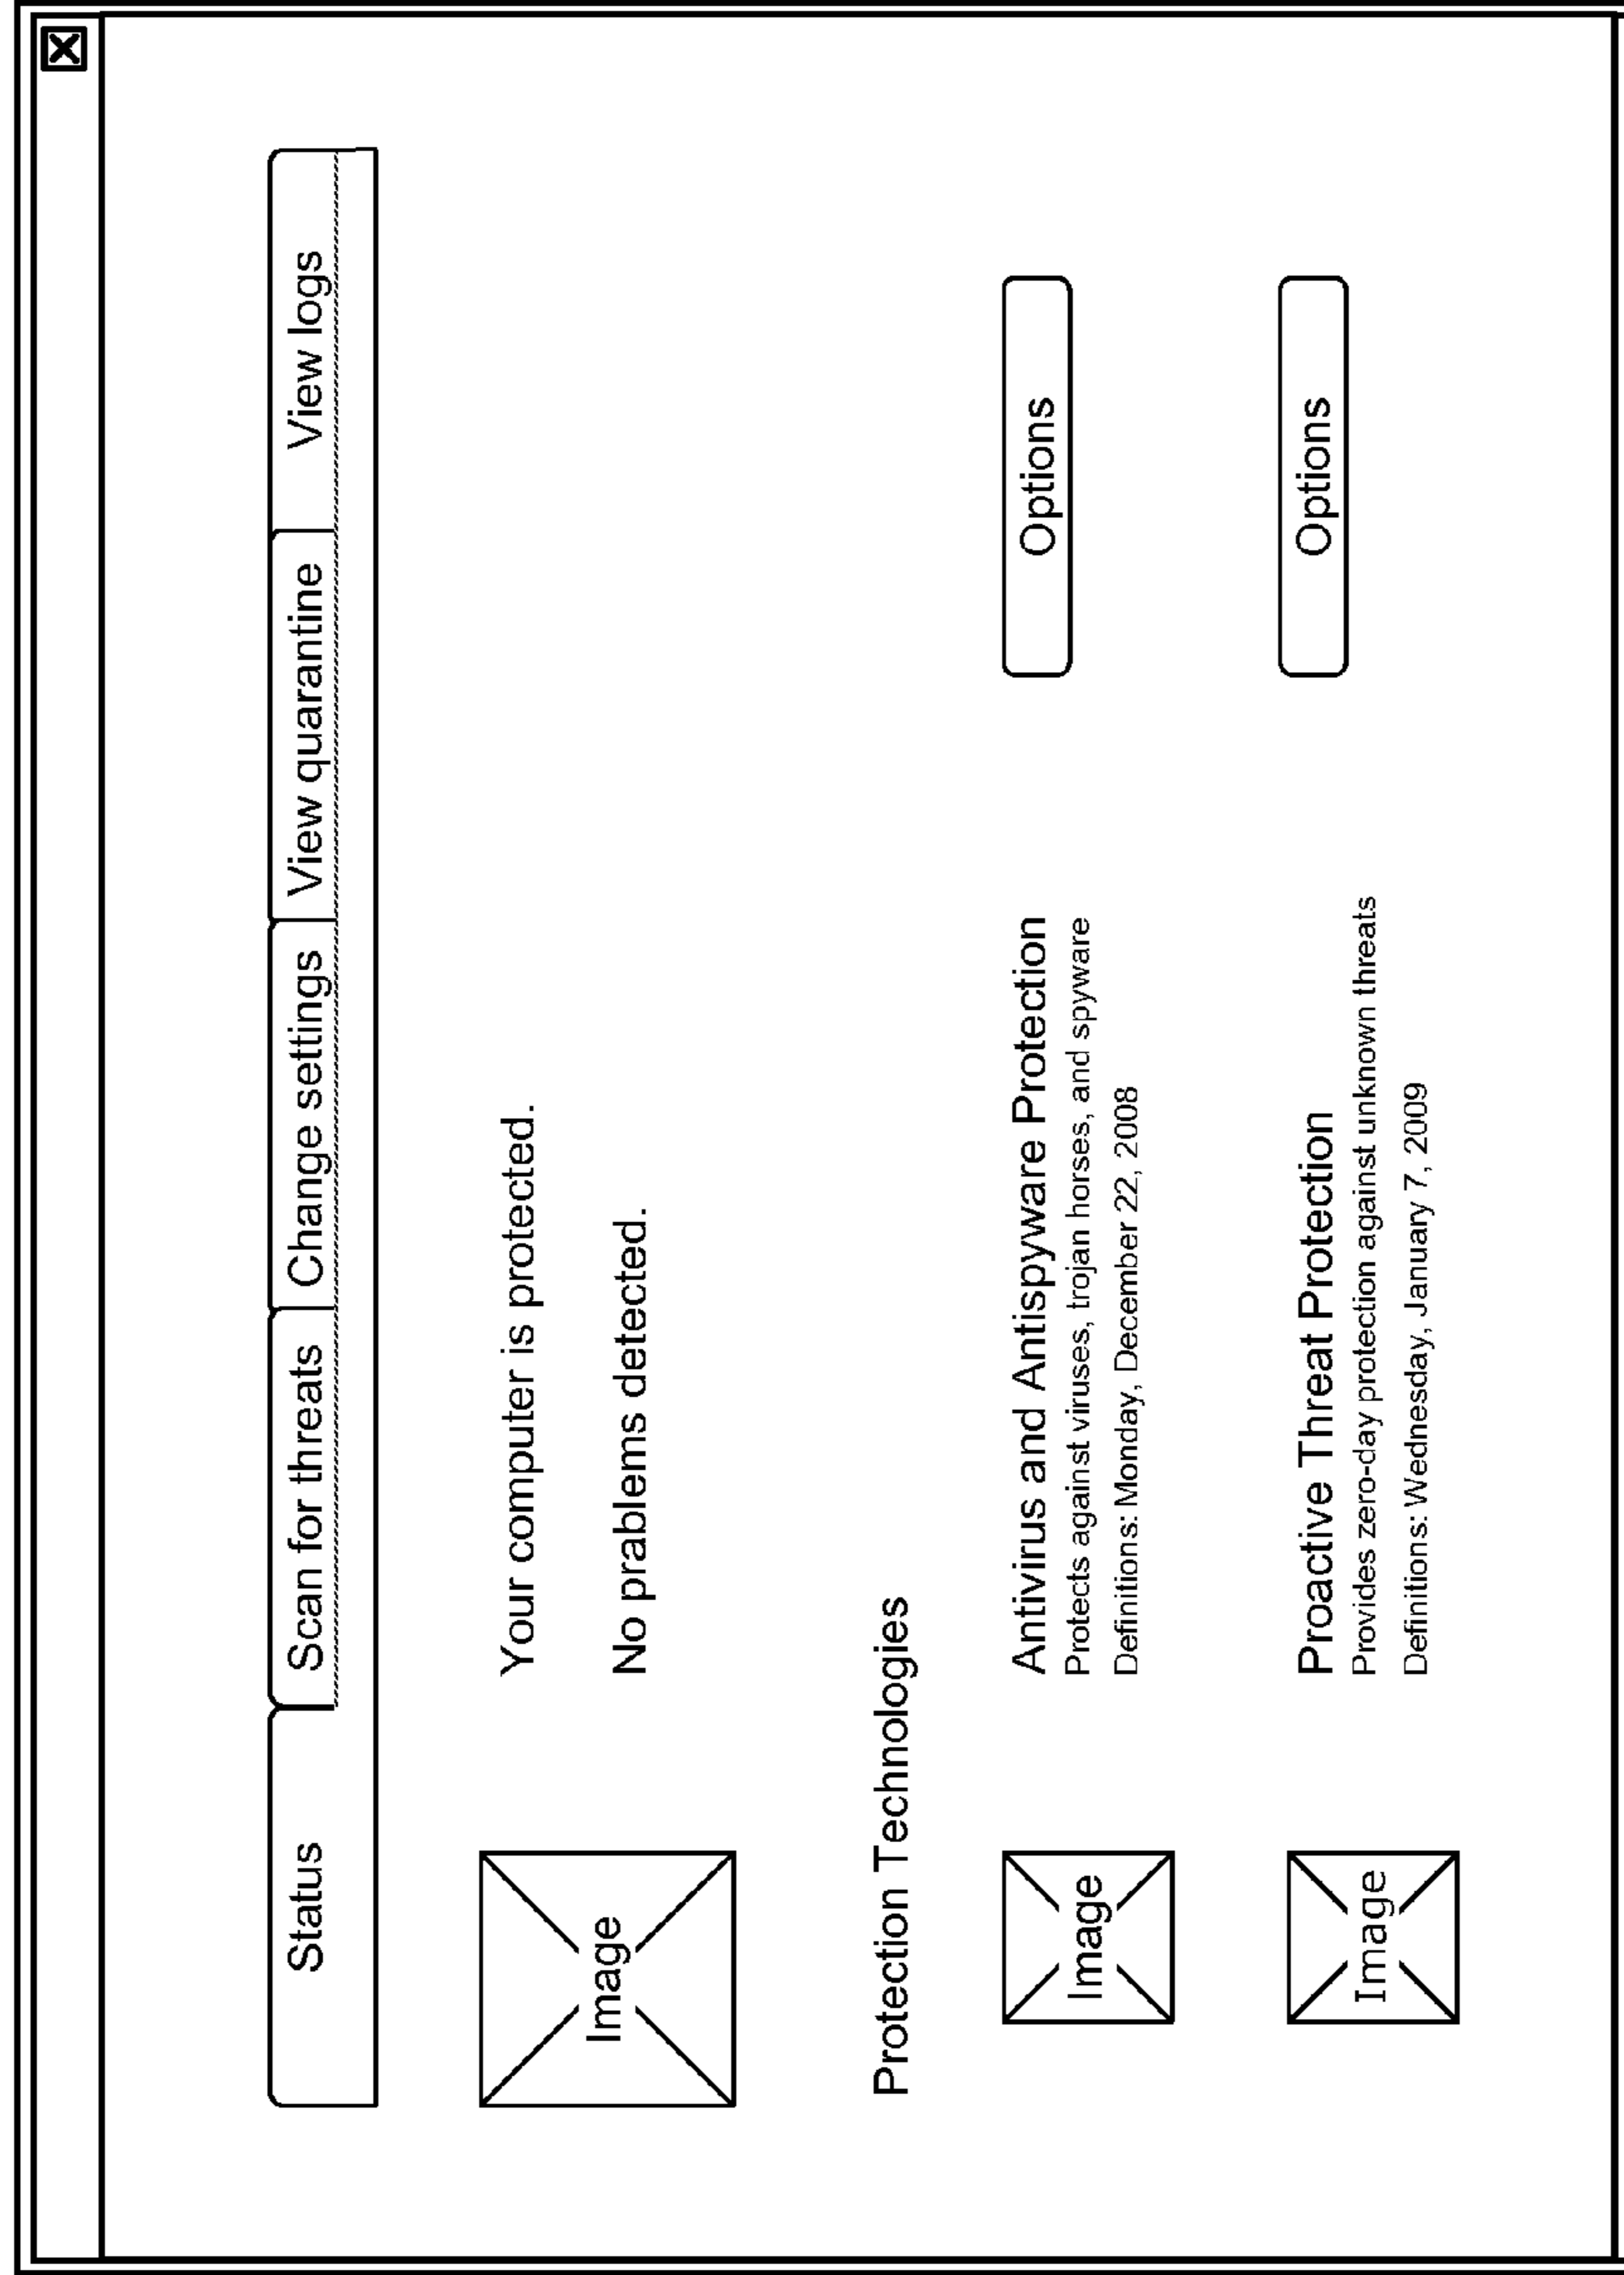 Status
Scan for threats
Change settings
View quarantine
View logs
Image
Your computer is protected.
No prablems detected.
Protection Technologies
Image
Antivirus and Antispyware Protection
Protects against viruses, trojan horses, and spyware
Definitions: Monday, December 22, 2008
Options
Image
Proactive Threat Protection
Provides zero-day protection against unknown threats
Definitions: Wednesday, January 7, 2009
Options